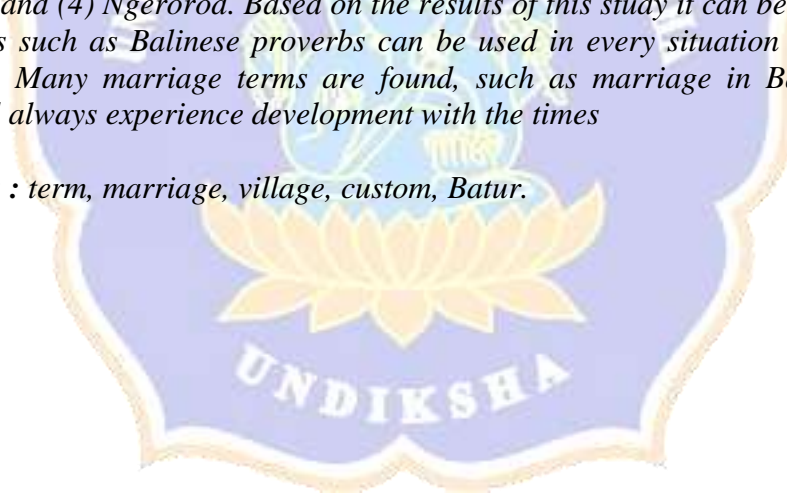 and (4) Ngerorod. Based on the results of this study it can be
s such as Balinese proverbs can be used in every situation
Many marriage terms are found, such as marriage in Ba
l always experience development with the times
: term, marriage, village, custom, Batur.
UNDIKSHA